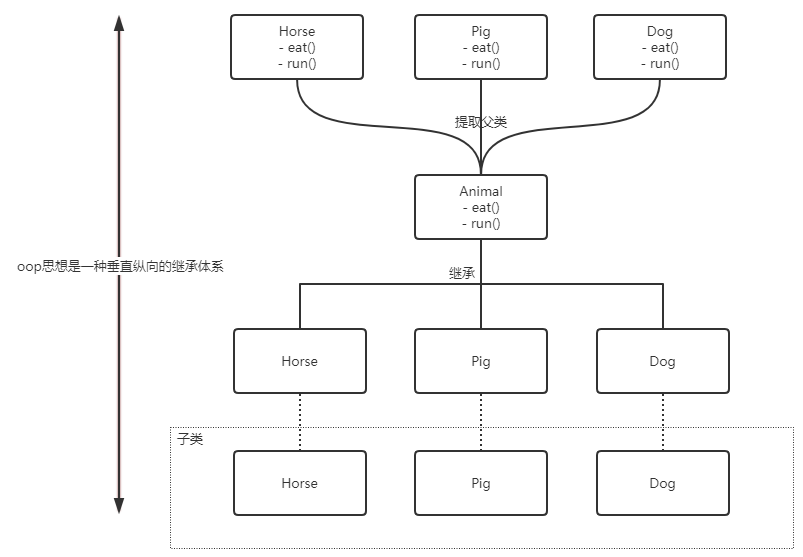 Horse
- eat()
- run()
Pig
- eat()
- run()
Dog
- eat()
- run()
提取父类
Animal
- eat()
- run()
oop思想是一种垂直纵向的继承体系
继承
Horse
Pig
Dog
子类
Horse
Pig
Dog